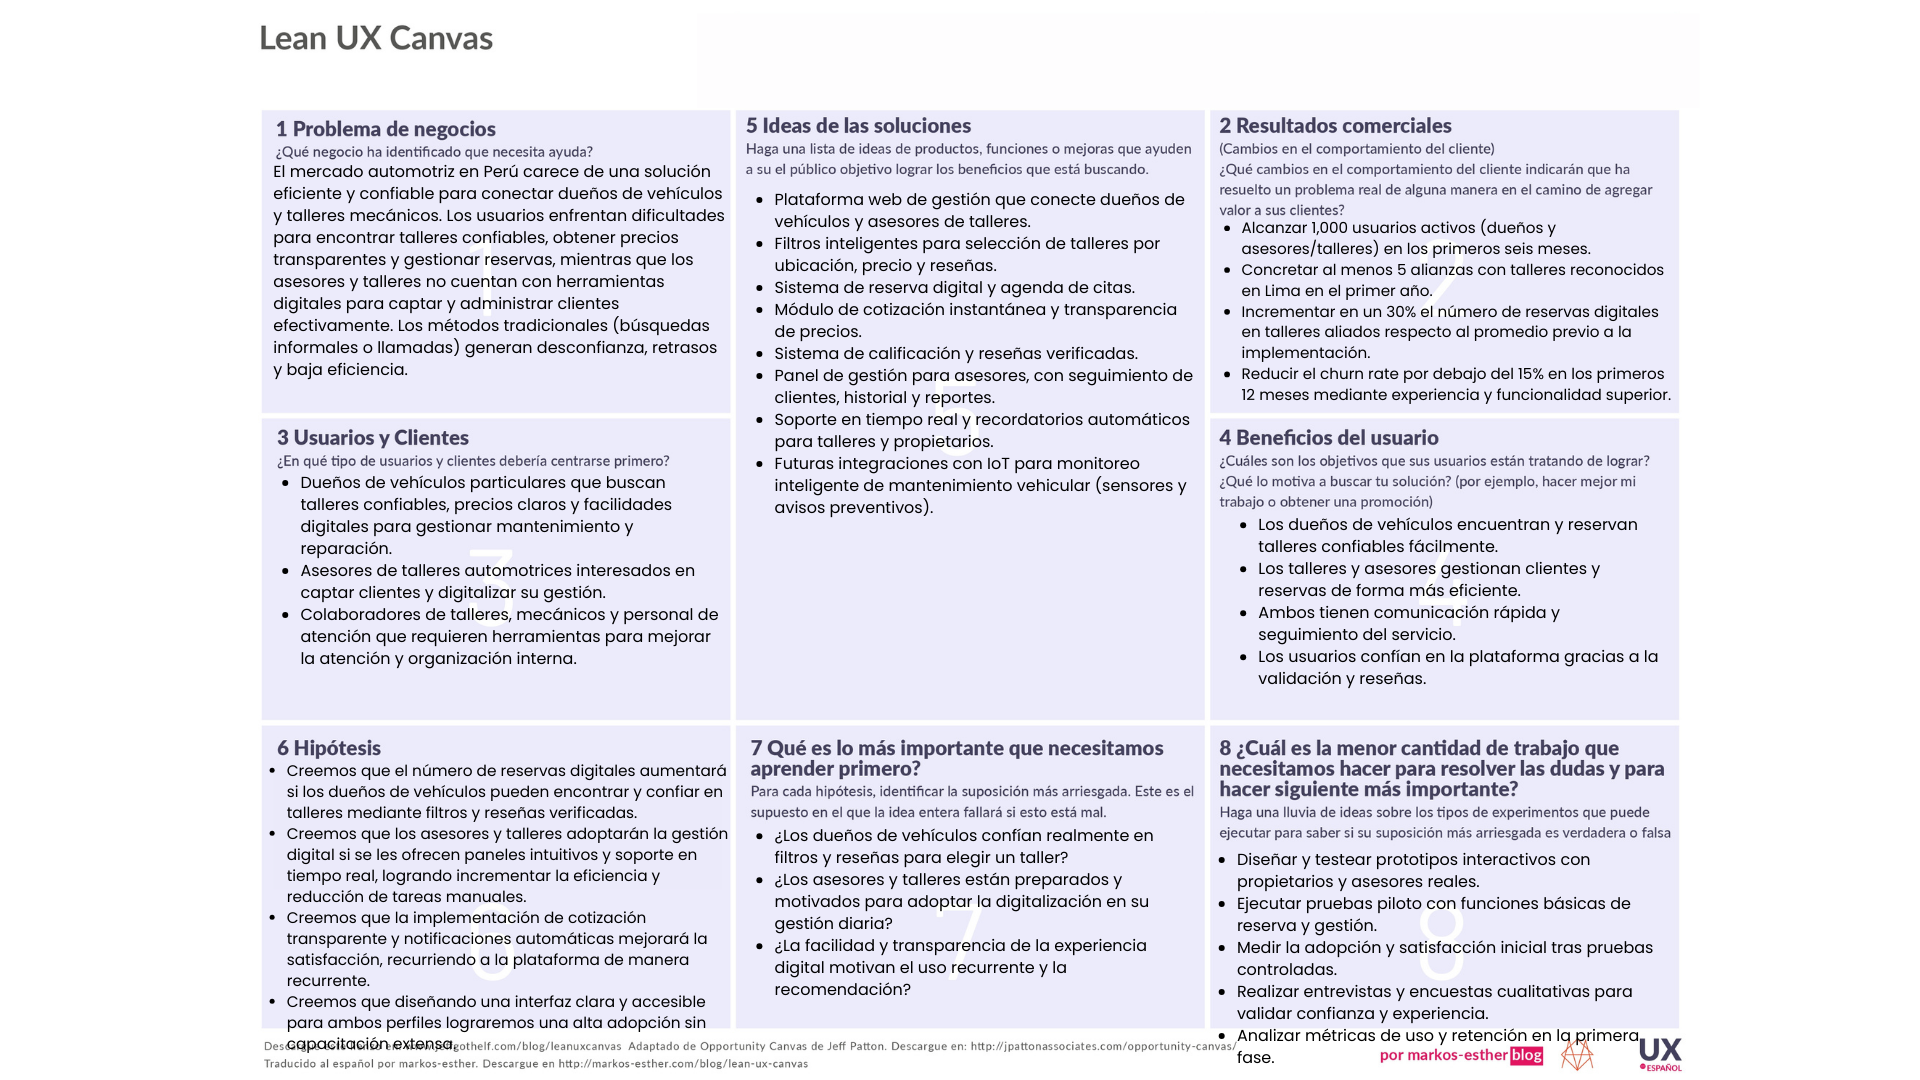 Lean UX Canvas
1 Problema de negocios
¿Qué negocio ha identificado que necesita ayuda?
El mercado automotriz en Perú carece de una solución
eficiente y confiable para conectar dueños de vehículos
y talleres mecánicos. Los usuarios enfrentan dificultades
para encontrar talleres confiables, obtener precios
transparentes y gestionar reservas, mientras que los
asesores y talleres no cuentan con herramientas
digitales para captar y administrar clientes
efectivamente. Los métodos tradicionales (búsquedas
informales o llamadas) generan desconfianza, retrasos
y baja eficiencia.
1
5 Ideas de las soluciones
Haga una lista de ideas de productos, funciones o mejoras que ayuden
a su el público objetivo lograr los beneficios que está buscando.
• Plataforma web de gestión que conecte dueños de
vehículos y asesores de talleres.
• Filtros inteligentes para selección de talleres por
ubicación, precio y reseñas.
• Sistema de reserva digital y agenda de citas.
• Módulo de cotización instantánea y transparencia
de precios.
• Sistema de calificación y reseñas verificadas.
• Panel de gestión para asesores, con seguimiento de
clientes, historial y reportes.
• Soporte en tiempo real y recordatorios automáticos
para talleres y propietarios.
• Futuras integraciones con IoT para monitoreo
inteligente de mantenimiento vehicular (sensores y
avisos preventivos).
5
2 Resultados comerciales
(Cambios en el comportamiento del cliente)
¿Qué cambios en el comportamiento del cliente indicarán que ha
resuelto un problema real de alguna manera en el camino de agregar
valor a sus clientes?
• Alcanzar 1,000 usuarios activos (dueños y
asesores/talleres) en los primeros seis meses.
• Concretar al menos 5 alianzas con talleres reconocidos
en Lima en el primer año.
• Incrementar en un 30% el número de reservas digitales
en talleres aliados respecto al promedio previo a la
implementación.
• Reducir el churn rate por debajo del 15% en los primeros
12 meses mediante experiencia y funcionalidad superior.
2
3 Usuarios y Clientes
¿En qué tipo de usuarios y clientes debería centrarse primero?
• Dueños de vehículos particulares que buscan
talleres confiables, precios claros y facilidades
digitales para gestionar mantenimiento y
reparación.
• Asesores de talleres automotrices interesados en
captar clientes y digitalizar su gestión.
• Colaboradores de talleres, mecánicos y personal de
atención que requieren herramientas para mejorar
la atención y organización interna.
3
4 Beneficios del usuario
¿Cuáles son los objetivos que sus usuarios están tratando de lograr?
¿Qué lo motiva a buscar tu solución? (por ejemplo, hacer mejor mi
trabajo o obtener una promoción)
• Los dueños de vehículos encuentran y reservan
talleres confiables fácilmente.
• Los talleres y asesores gestionan clientes y
reservas de forma más eficiente.
• Ambos tienen comunicación rápida y
seguimiento del servicio.
• Los usuarios confían en la plataforma gracias a la
validación y reseñas.
4
6 Hipótesis
• Creemos que el número de reservas digitales aumentará
si los dueños de vehículos pueden encontrar y confiar en
talleres mediante filtros y reseñas verificadas.
• Creemos que los asesores y talleres adoptarán la gestión
digital si se les ofrecen paneles intuitivos y soporte en
tiempo real, logrando incrementar la eficiencia y
reducción de tareas manuales.
• Creemos que la implementación de cotización
transparente y notificaciones automáticas mejorará la
satisfacción, recurriendo a la plataforma de manera
recurrente.
• Creemos que diseñando una interfaz clara y accesible
para ambos perfiles lograremos una alta adopción sin
capacitación extensa.
6
7 Qué es lo más importante que necesitamos
aprender primero?
Para cada hipótesis, identificar la suposición más arriesgada. Este es el
supuesto en el que la idea entera fallará si esto está mal.
• ¿Los dueños de vehículos confían realmente en
filtros y reseñas para elegir un taller?
• ¿Los asesores y talleres están preparados y
motivados para adoptar la digitalización en su
gestión diaria?
• ¿La facilidad y transparencia de la experiencia
digital motivan el uso recurrente y la
recomendación?
7
8 ¿Cuál es la menor cantidad de trabajo que
necesitamos hacer para resolver las dudas y para
hacer siguiente más importante?
Haga una lluvia de ideas sobre los tipos de experimentos que puede
ejecutar para saber si su suposición más arriesgada es verdadera o falsa
• Diseñar y testear prototipos interactivos con
propietarios y asesores reales.
• Ejecutar pruebas piloto con funciones básicas de
reserva y gestión.
• Medir la adopción y satisfacción inicial tras pruebas
controladas.
• Realizar entrevistas y encuestas cualitativas para
validar confianza y experiencia.
• Analizar métricas de uso y retención en la primera
fase.
8
gothelf.com/blog/leanuxcanvas Adaptado de Opportunity Canvas de Jeff Patton. Descargue en: http://jpattonassociates.com/opportunity-canvas/
Traducido al español por markos-esther. Descargue en http://markos-esther.com/blog/lean-ux-canvas
por markos-esther blog
UX
ESPAÑOL